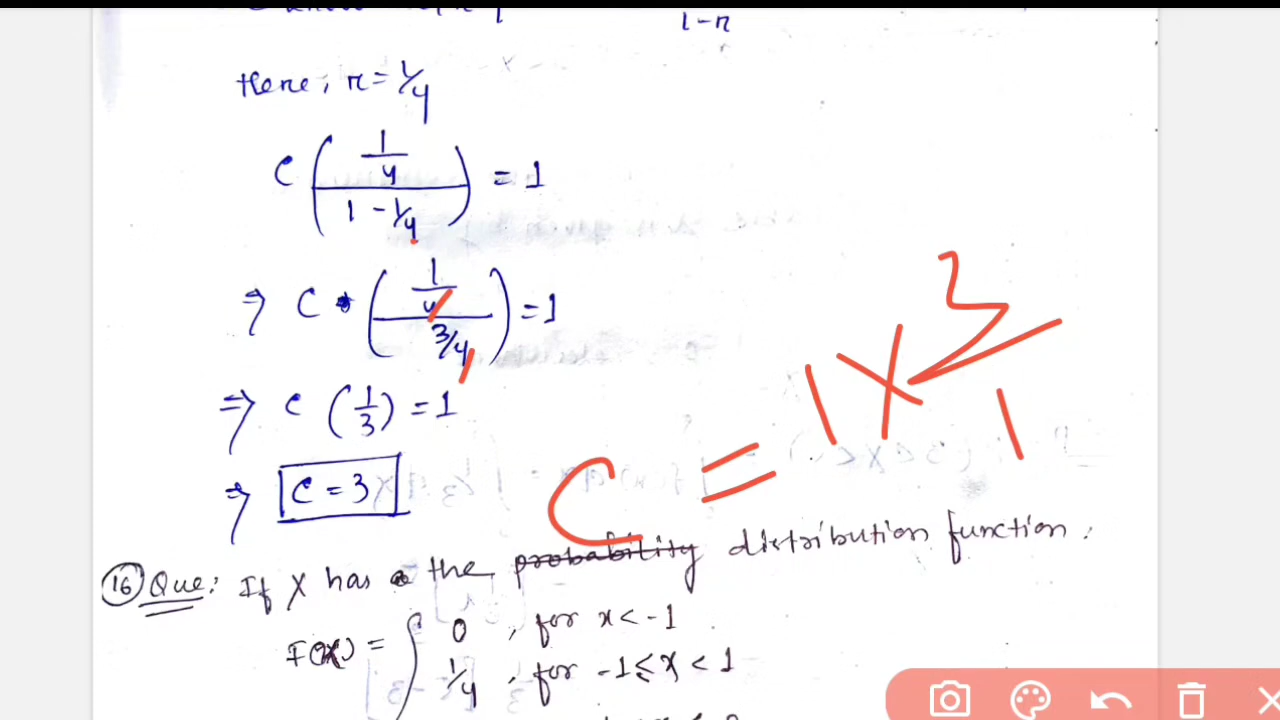 1-r
Here, r = 1/4
C ( (1/4) / (1 - 1/4) ) = 1
⇒ C • ( (1/4) / (3/4) ) = 1
⇒ C ( 1/3 ) = 1
C = 1 x 3/1
⇒ C = 3
16 Que: If X has the probability distribution function.
F(X) = { 0 , for x < -1
1/4 , for -1 ≤ x < 1